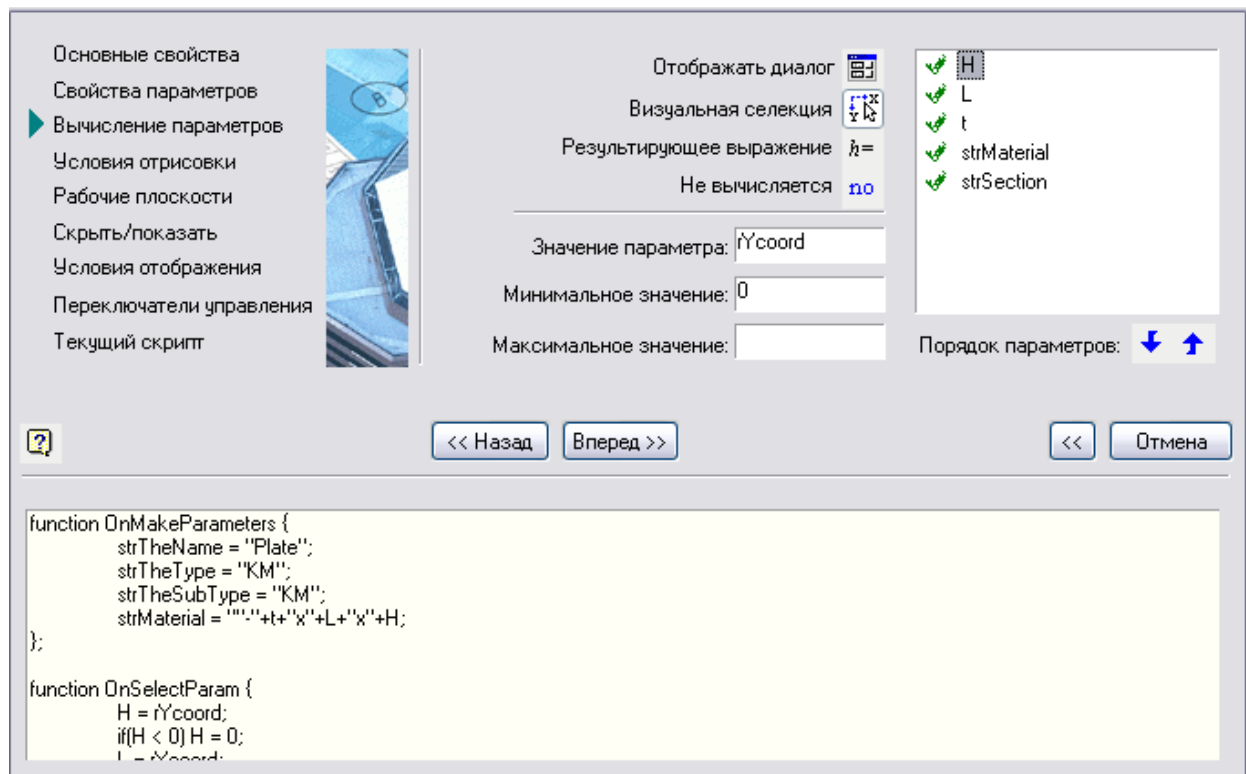 Основные свойства
Свойства параметров
Вычисление параметров
Условия отрисовки
Рабочие плоскости
Скрыть/показать
Условия отображения
Переключатели управления
Текущий скрипт
B
Отображать диалог
Визуальная селекция
Результирующее выражение h=
Не вычисляется no
Значение параметра: rYcoord
Минимальное значение: 0
Максимальное значение:
H
L
t
strMaterial
strSection
Порядок параметров:
<< Назад
Вперед >>
<<
Отмена
function OnMakeParameters {
strTheName = "Plate";
strTheType = "KM";
strTheSubType = "KM";
strMaterial = ""-"+t+"x"+L+"x"+H;
};
function OnSelectParam {
H = rYcoord;
if(H < 0) H = 0;
L = rYcoord;